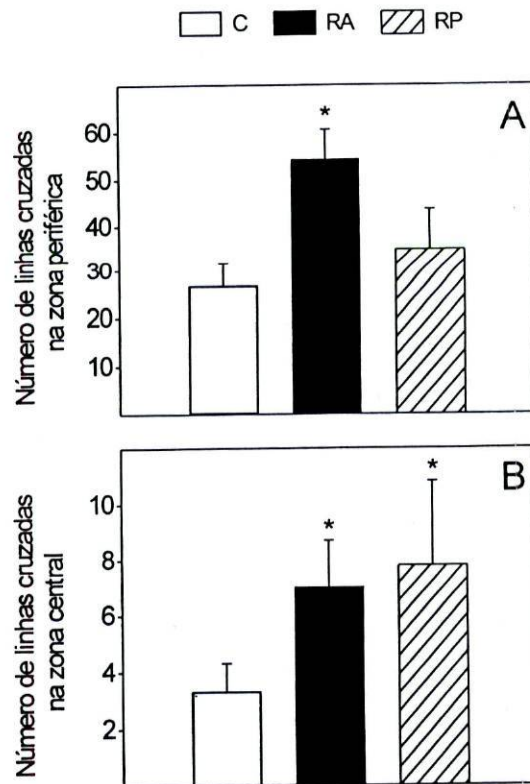 C RA RP
A
Número de linhas cruzadas
na zona periférica
60
50
40
30
20
10
*
B
Número de linhas cruzadas
na zona central
10
8
6
4
2
*
*